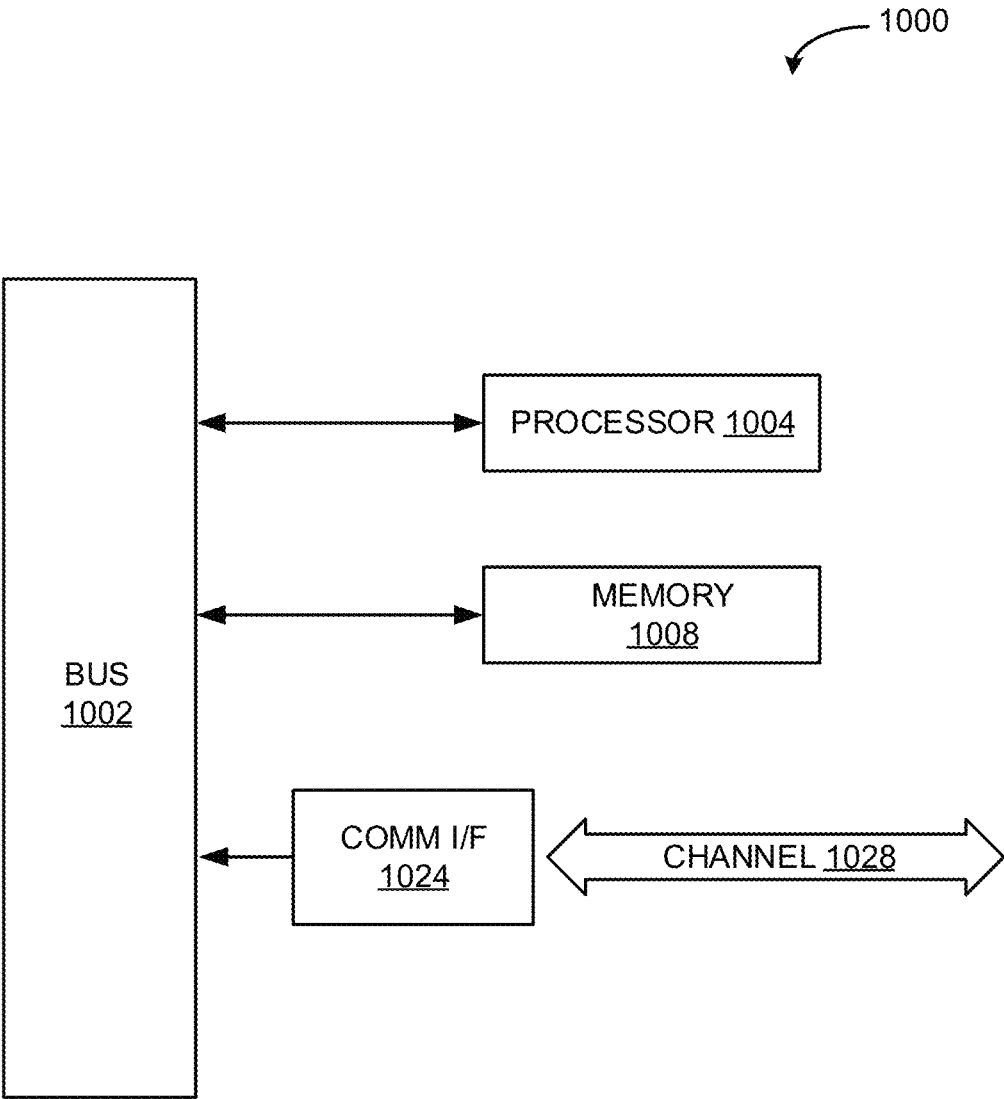 1000
PROCESSOR 1004
MEMORY
1008
BUS
1002
COMM I/F
1024
CHANNEL 1028